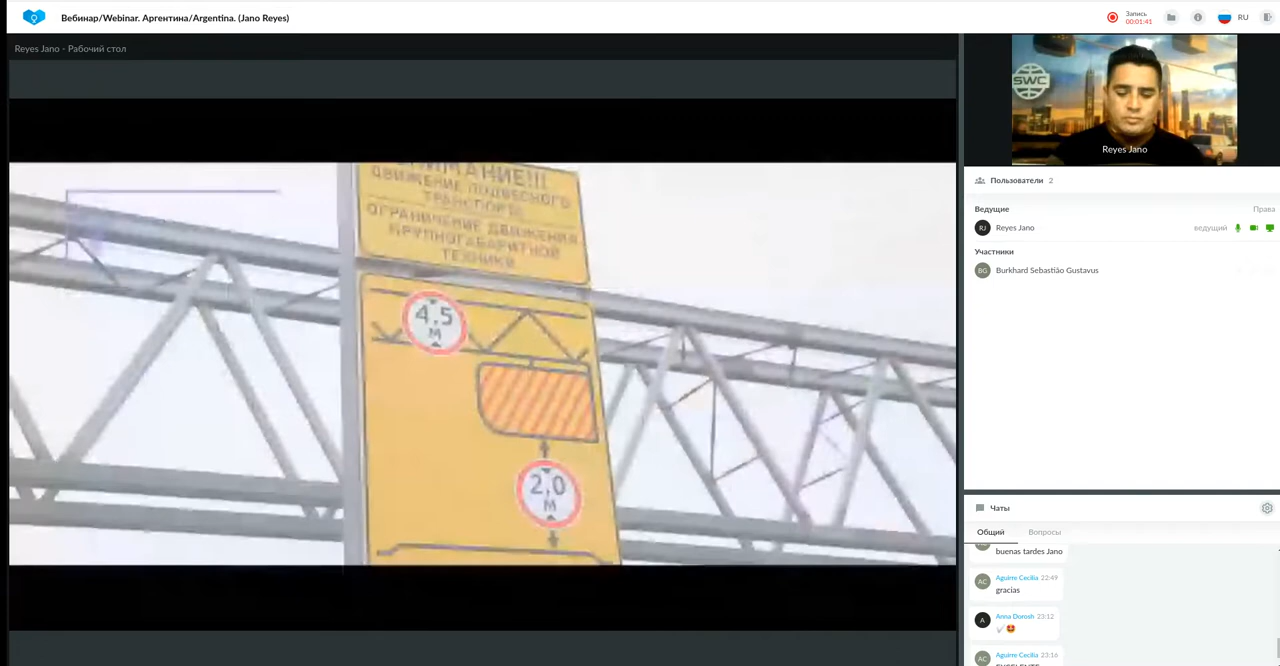 Вебинар/Webinar. Аргентина/Argentina. (Jano Reyes)
Запись
00:01:41
RU
Reyes Jano - Рабочий стол
ВНИМАНИЕ!!!
ДВИЖЕНИЕ ПОДВЕСНОГО
ТРАНСПОРТА
ОГРАНИЧЕНИЕ ДВИЖЕНИЯ
КРУПНОГАБАРИТНОЙ
ТЕХНИКИ
4,5
М
2,0
М
SWC
Reyes Jano
Пользователи 2
Ведущие
Права
RJ
Reyes Jano
ведущий
Участники
BG
Burkhard Sebastião Gustavus
Чаты
Общий
Вопросы
buenas tardes Jano
AC
Aguirre Cecilia 22:49
gracias
A
Anna Dorosh 23:12
AC
Aguirre Cecilia 23:16